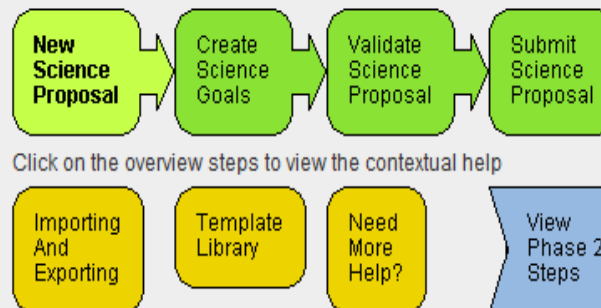 New
Science
Proposal
Create
Science
Goals
Validate
Science
Proposal
Submit
Science
Proposal
Click on the overview steps to view the contextual help
Importing
And
Exporting
Template
Library
Need
More
Help?
View
Phase 2
Steps